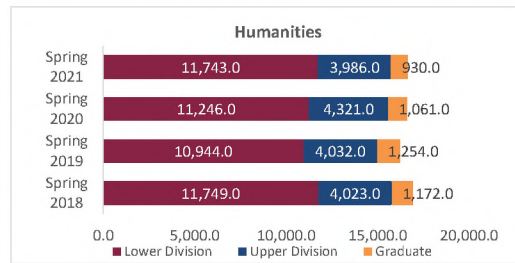 Humanities
Spring
2021
11,743.0 3,986.0 930.0
Spring
2020
11,246.0 4,321.0 1,061.0
Spring
2019
10,944.0 4,032.0 1,254.0
Spring
2018
11,749.0 4,023.0 1,172.0
0.0 5,000.0 10,000.0 15,000.0 20,000.0
Lower Division Upper Division Graduate